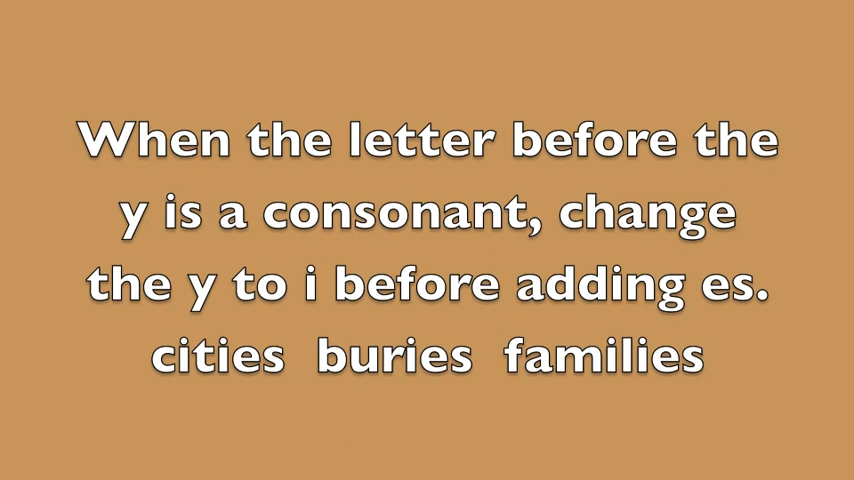 When the letter before the
y is a consonant, change
the y to i before adding es.
cities buries families